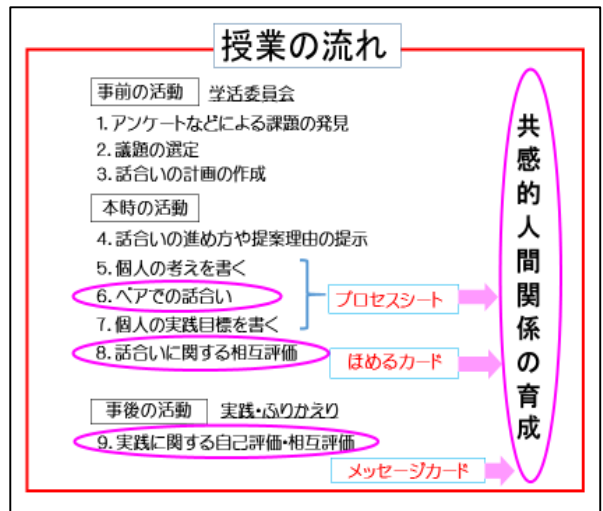 授業の流れ
事前の活動 学活委員会
1.アンケートなどによる課題の発見
2.議題の選定
3.話合いの計画の作成
本時の活動
4.話合いの進め方や提案理由の提示
5.個人の考えを書く
6.ペアでの話合い
プロセスシート
7.個人の実践目標を書く
8.話合いに関する相互評価
ほめるカード
事後の活動 実践・ふりかえり
9.実践に関する自己評価・相互評価
メッセージカード
共感的人間関係の育成